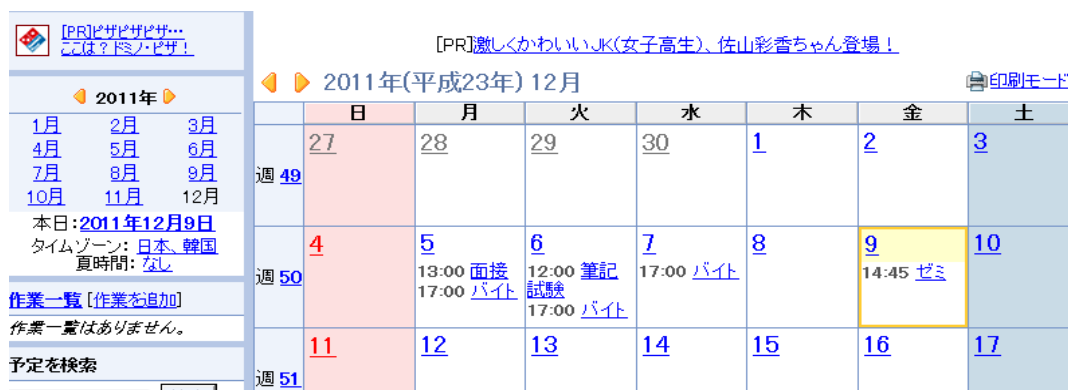 [PR]ピザピザピザ…
ここは?ドミノ・ピザ!
[PR]激しくかわいいJK(女子高生)、佐山彩香ちゃん登場!
2011年
1月 2月 3月
4月 5月 6月
7月 8月 9月
10月 11月 12月
本日:2011年12月9日
タイムゾーン: 日本、韓国
夏時間: なし
作業一覧 [作業を追加]
作業一覧はありません。
予定を検索
2011年(平成23年) 12月
印刷モード
日 月 火 水 木 金 土
週 49
27 28 29 30 1 2 3
週 50
4
5
13:00 面接
17:00 バイト
6
12:00 筆記
試験
17:00 バイト
7
17:00 バイト
8
9
14:45 ゼミ
10
週 51
11 12 13 14 15 16 17